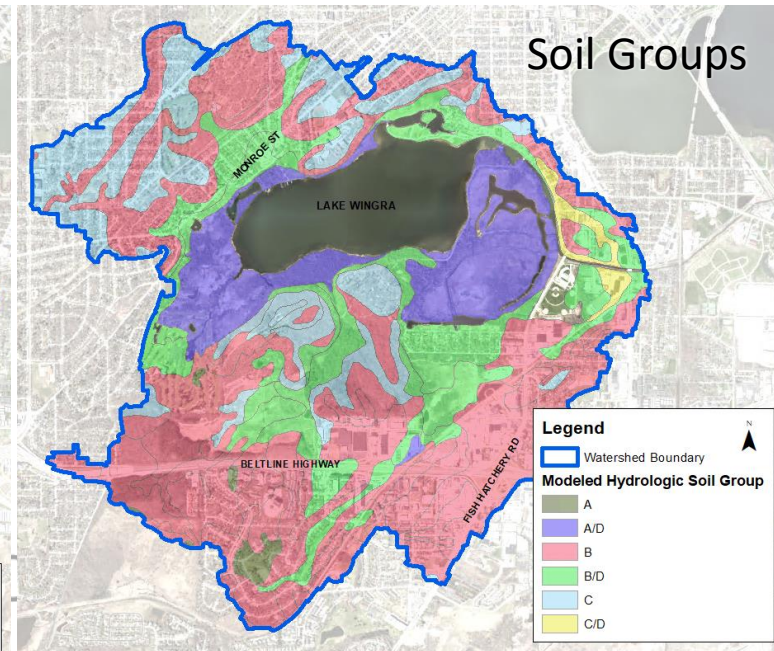 Soil Groups
MONROE ST
LAKE WINGRA
BELTLINE HIGHWAY
FISH HATCHERY RD
Legend
N
Watershed Boundary
Modeled Hydrologic Soil Group
A
A/D
B
B/D
C
C/D